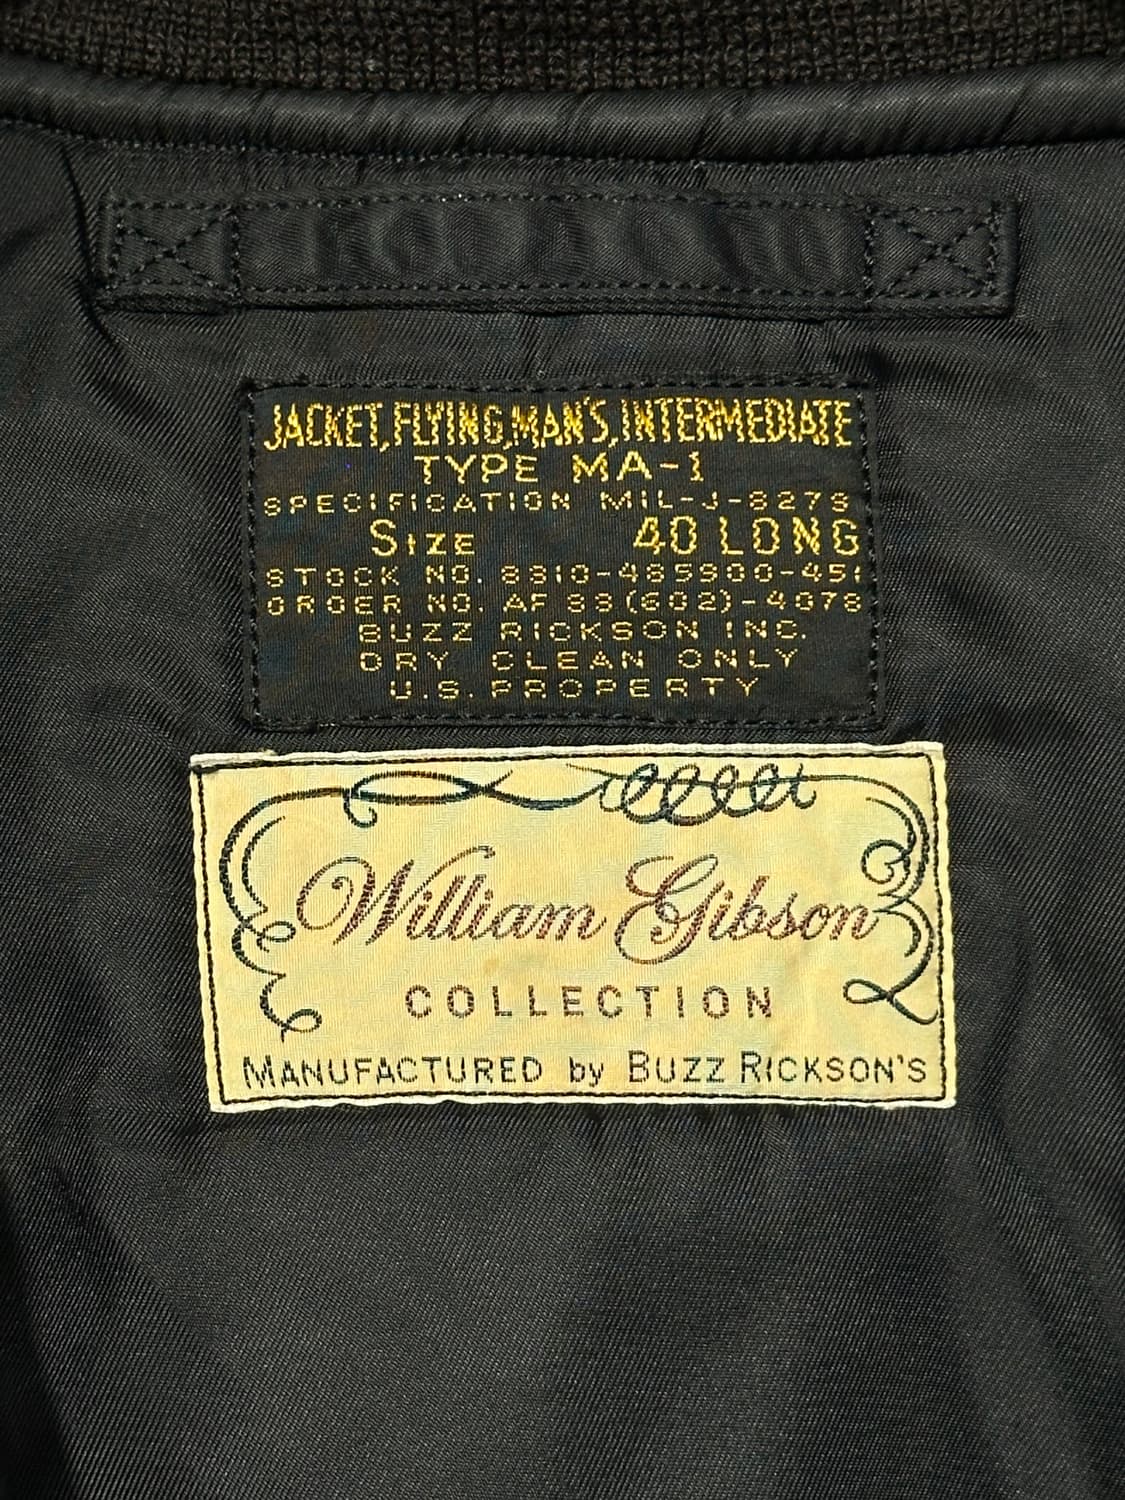 JACKET, FLYING, MAN'S, INTERMEDIATE
TYPE MA-1
SPECIFICATION MIL-J-8279
SIZE 40 LONG
STOCK NO. 8310-485900-451
ORDER NO. AF 33(602)-4078
BUZZ RICKSON INC.
DRY CLEAN ONLY
U.S. PROPERTY
William Gibson
COLLECTION
MANUFACTURED by BUZZ RICKSON'S